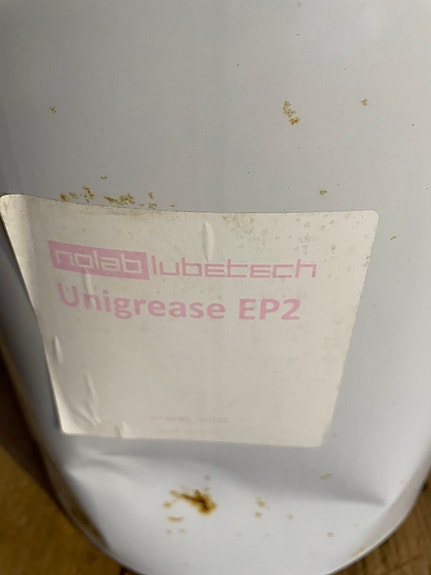 nolab lubetech
Unigrease EP2